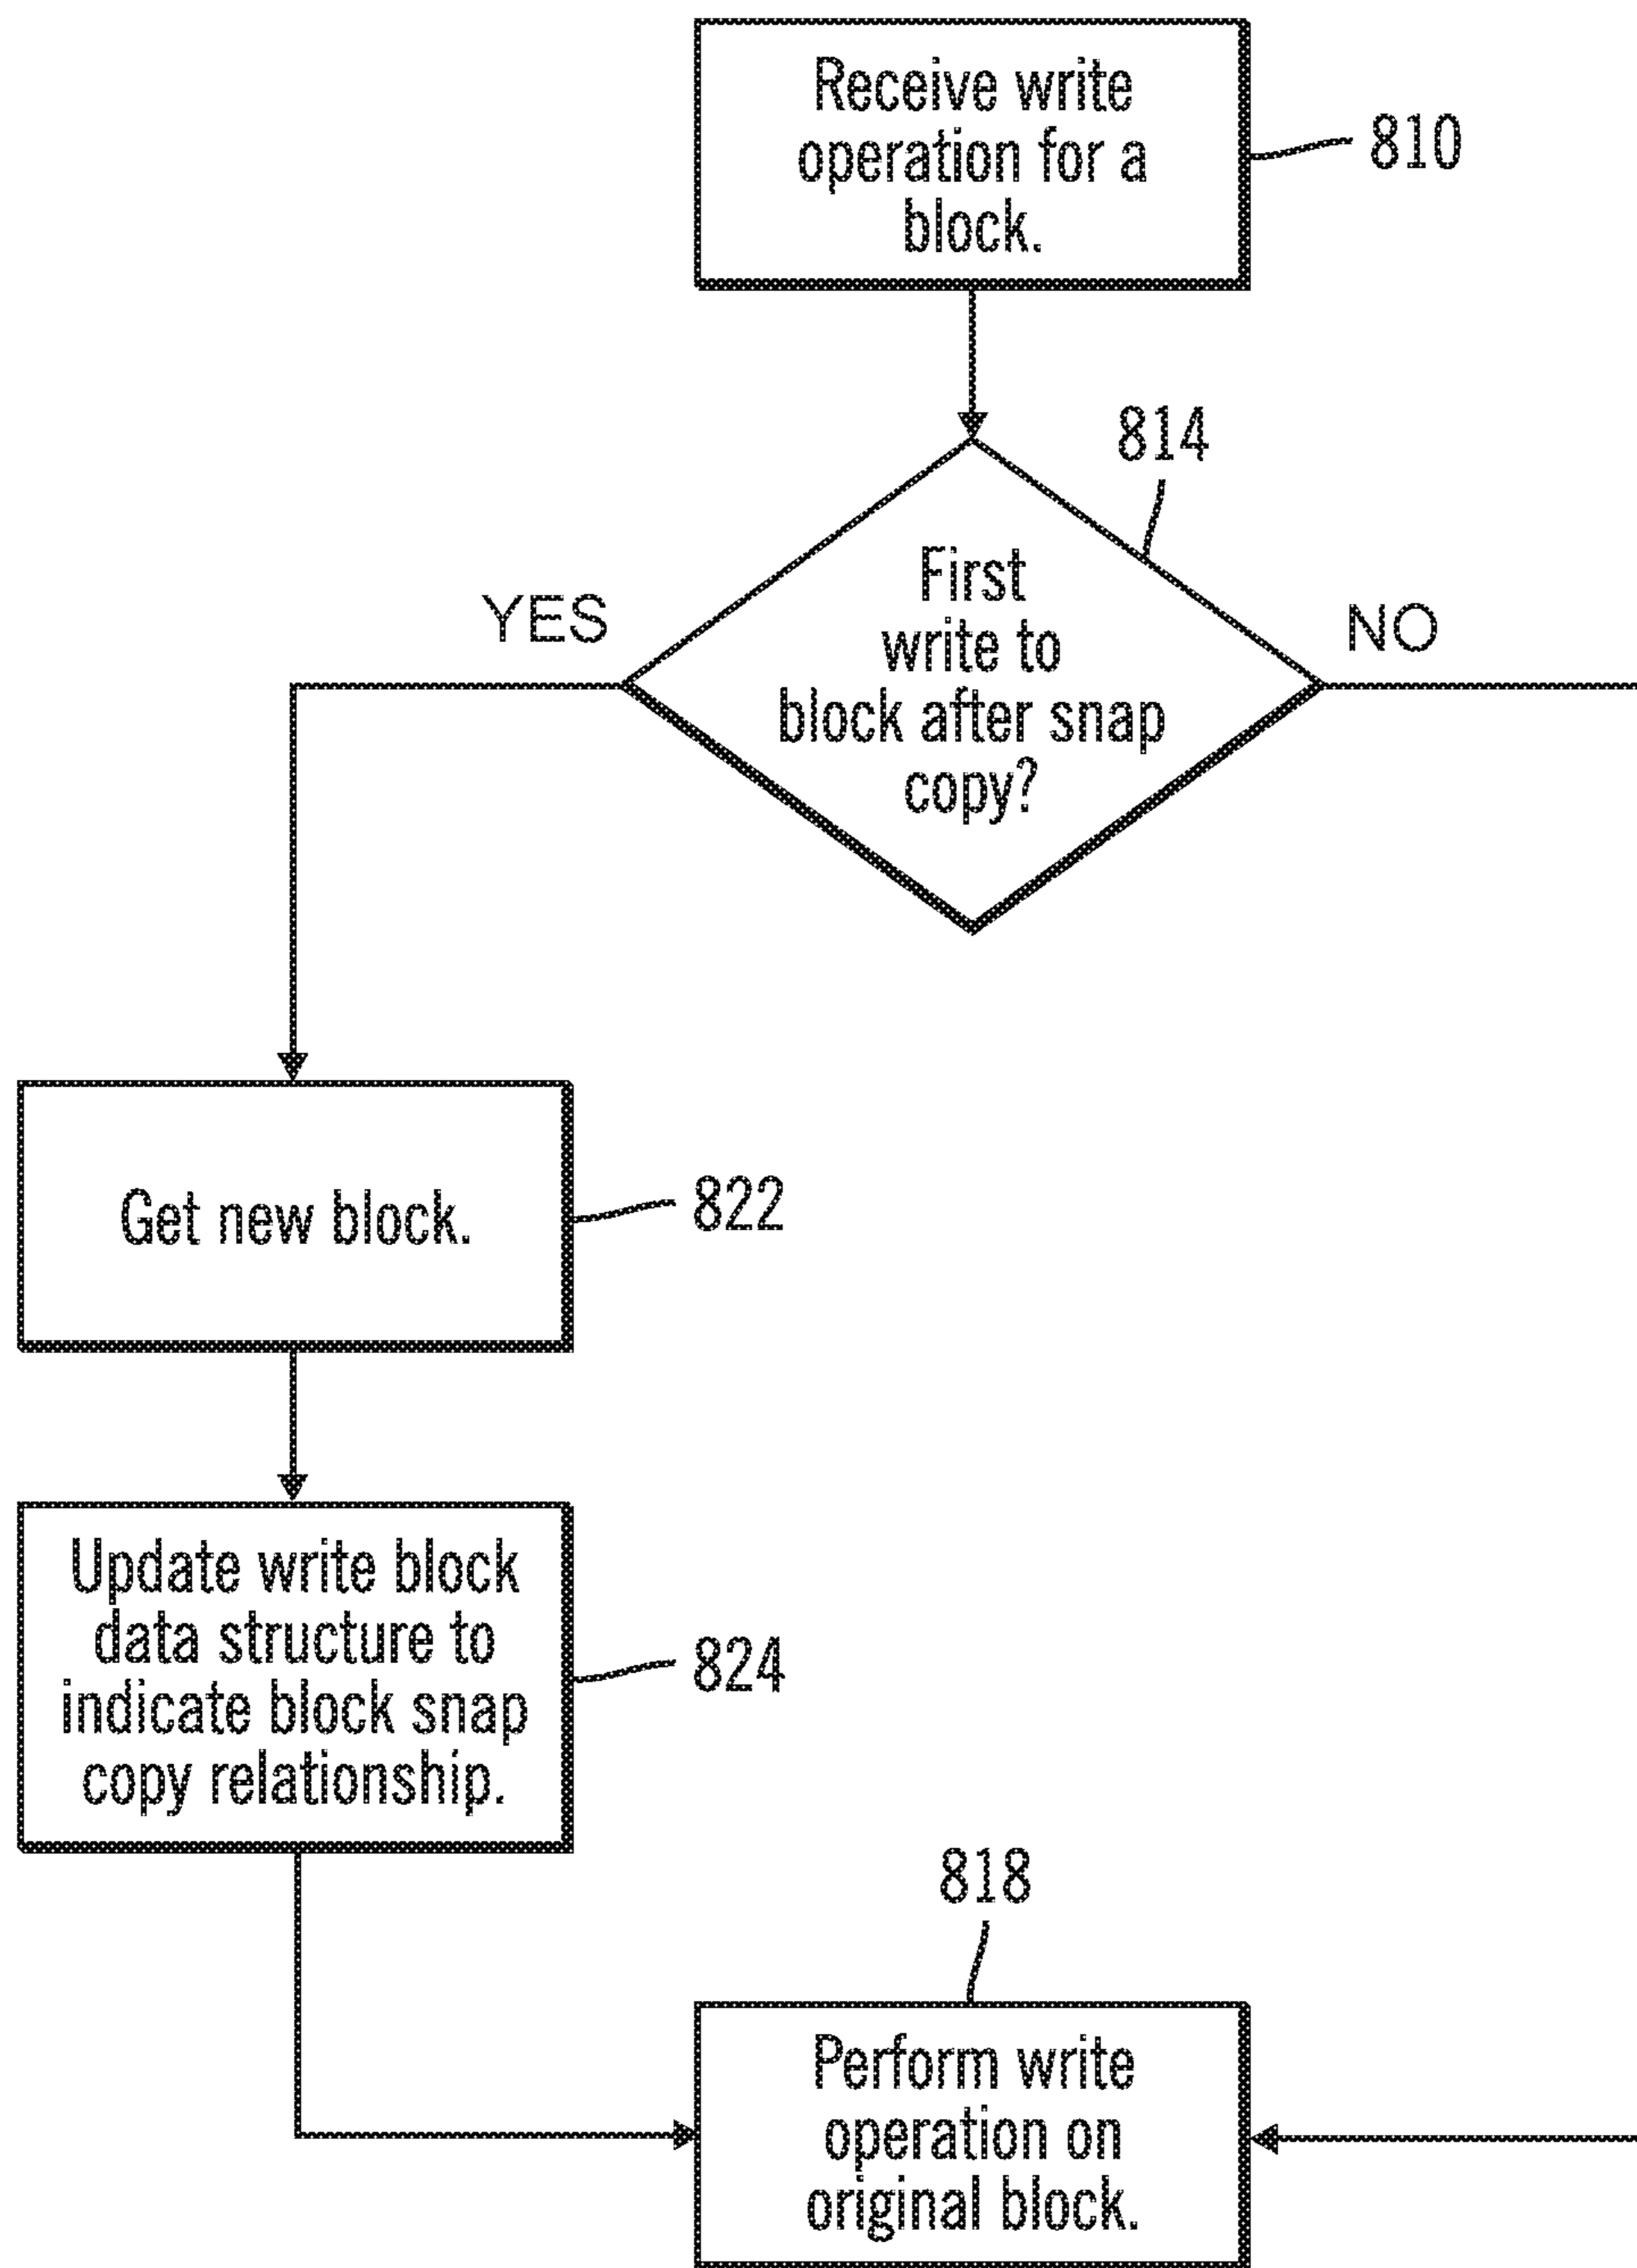 Receive write
operation for a
block.
810
814
First
write to
block after snap
copy?
YES
NO
Get new block.
822
Update write block
data structure to
indicate block snap
copy relationship.
824
818
Perform write
operation on
original block.